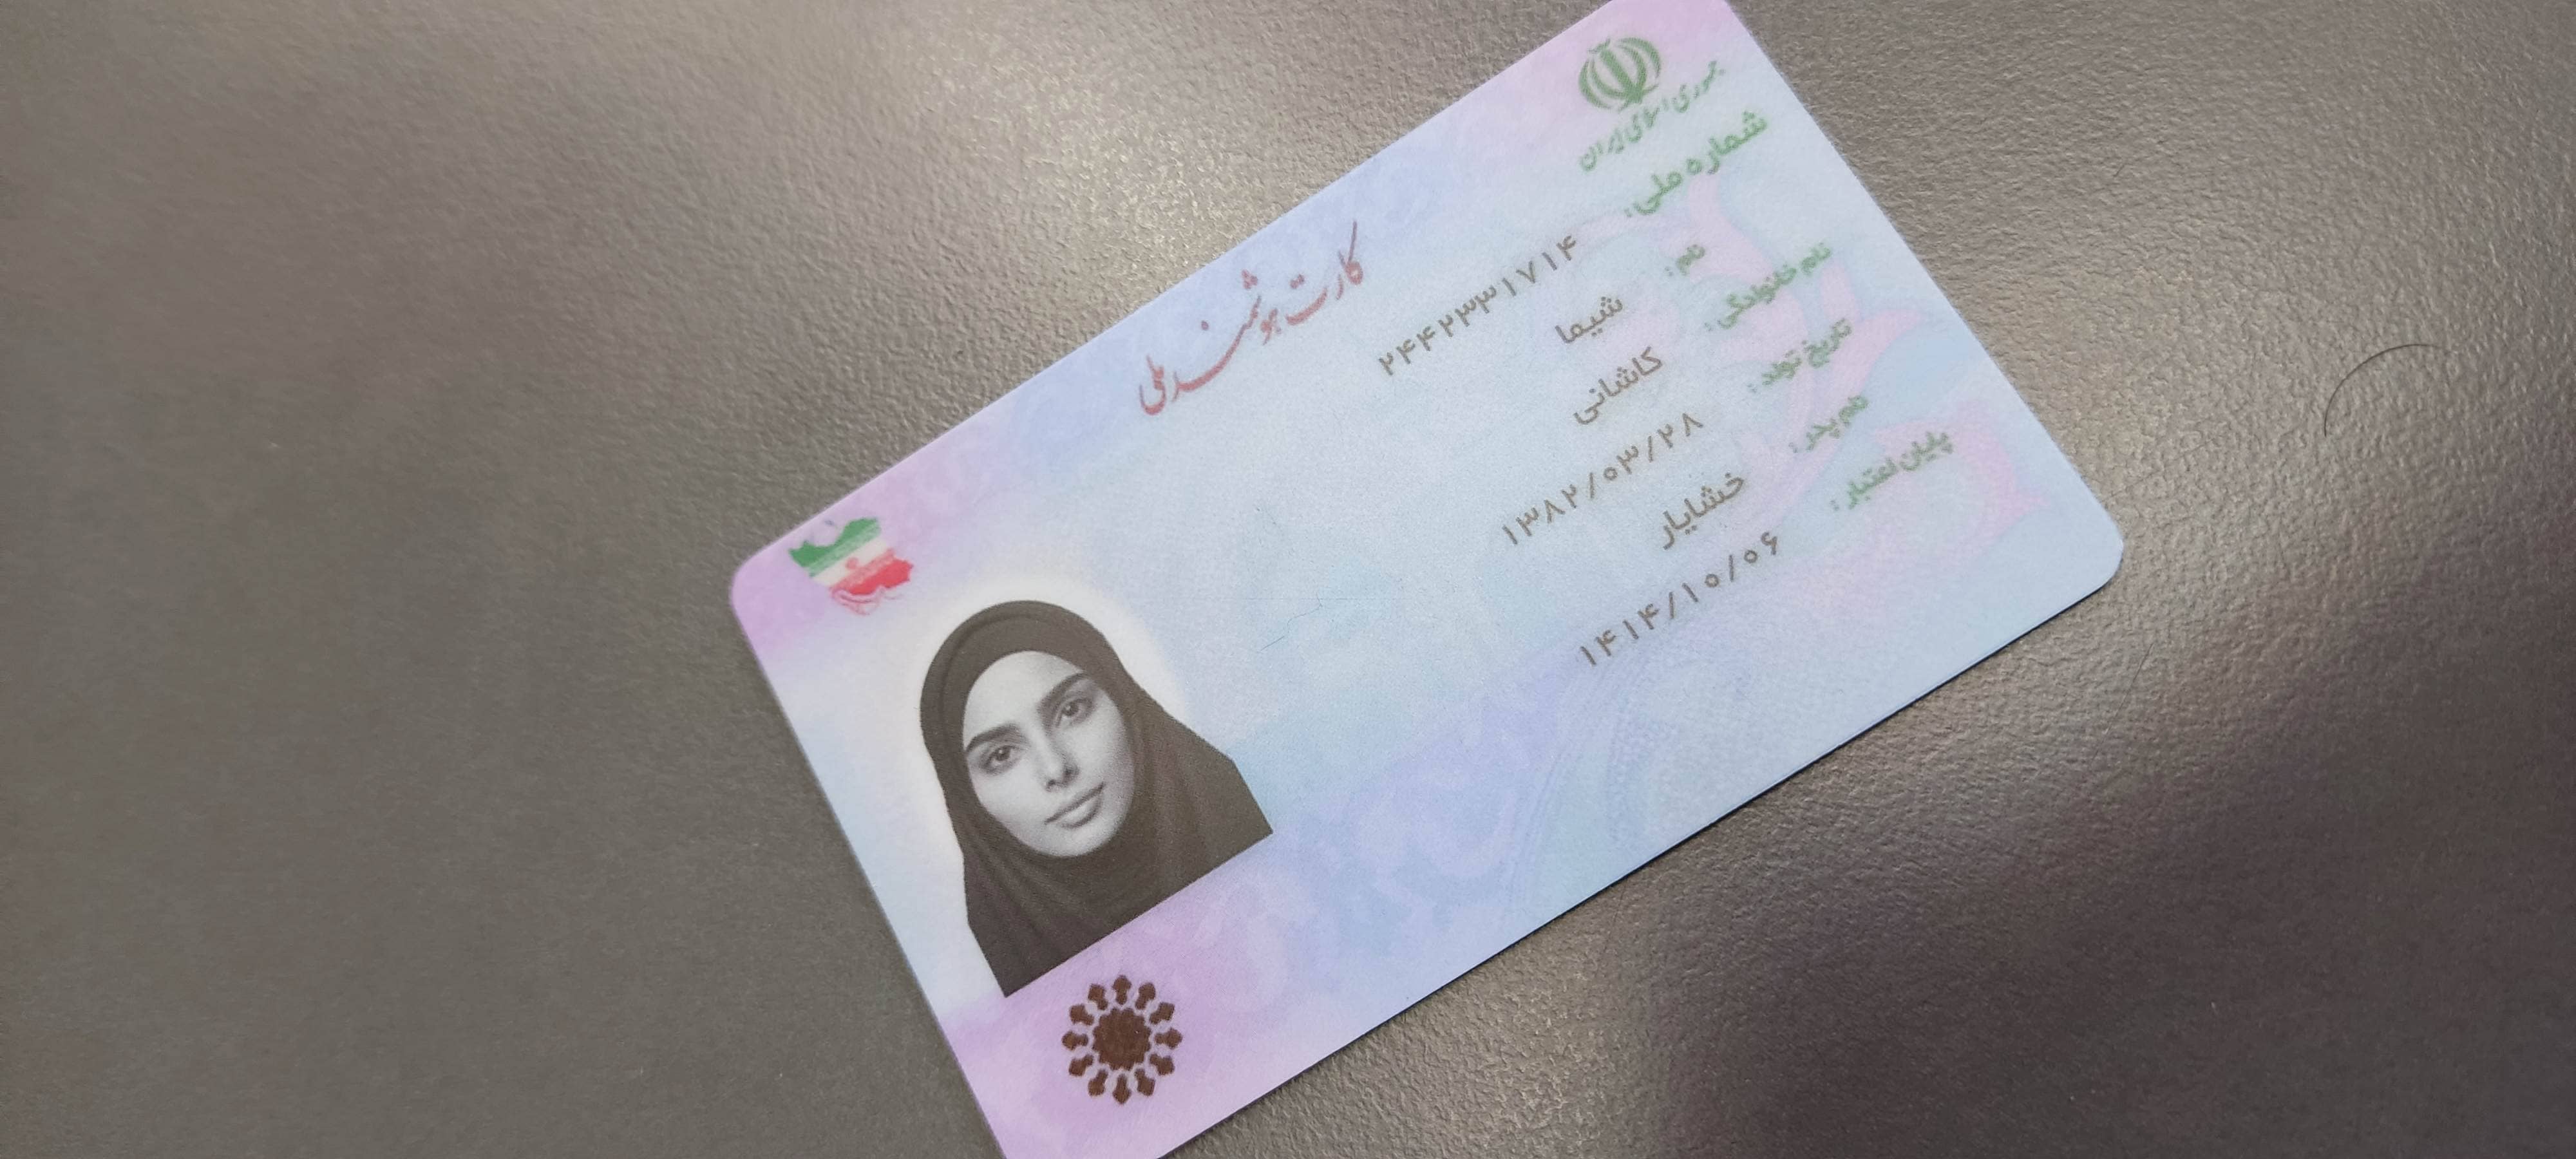 جمهوری اسلامی ایران
کارت هوشمند ملی
شماره ملی: ۲۴۴۲۳۳۱۷۱۴
نام: شیما
نام خانوادگی: کاشانی
تاریخ تولد: ۱۳۸۲/۰۳/۲۸
نام پدر: خشایار
پایان اعتبار: ۱۴۱۴/۱۰/۰۶